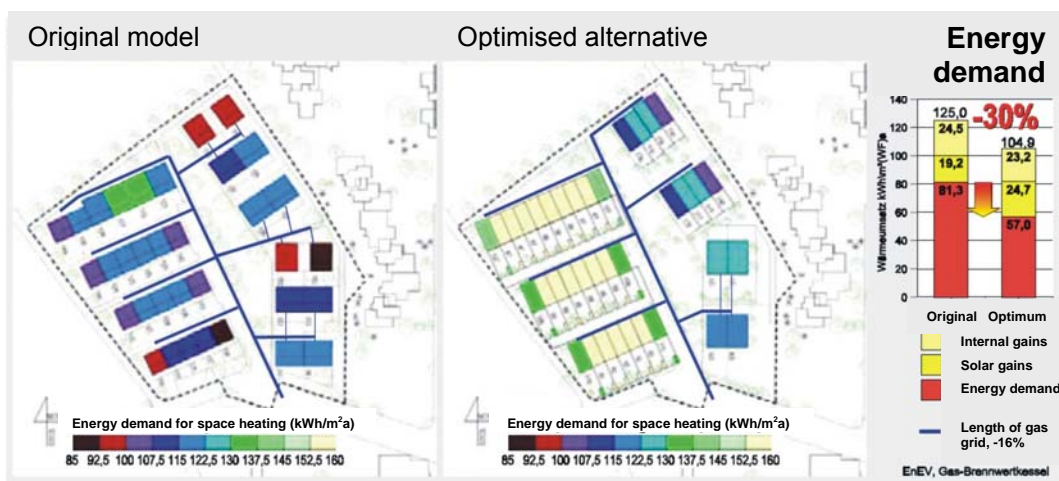 Original model
Optimised alternative
Energy
demand
Energy demand for space heating (kWh/m²a)
85 92,5 100 107,5 115 122,5 130 137,5 145 152,5 160
Energy demand for space heating (kWh/m²a)
85 92,5 100 107,5 115 122,5 130 137,5 145 152,5 160
Wärmeumsatz kWh/m²(WF)a
140
120
100
80
60
40
20
0
125,0
-30%
24,5
104,9
23,2
19,2
24,7
81,3
57,0
Original Optimum
Internal gains
Solar gains
Energy demand
Length of gas
grid, -16%
EnEV, Gas-Brennwertkessel